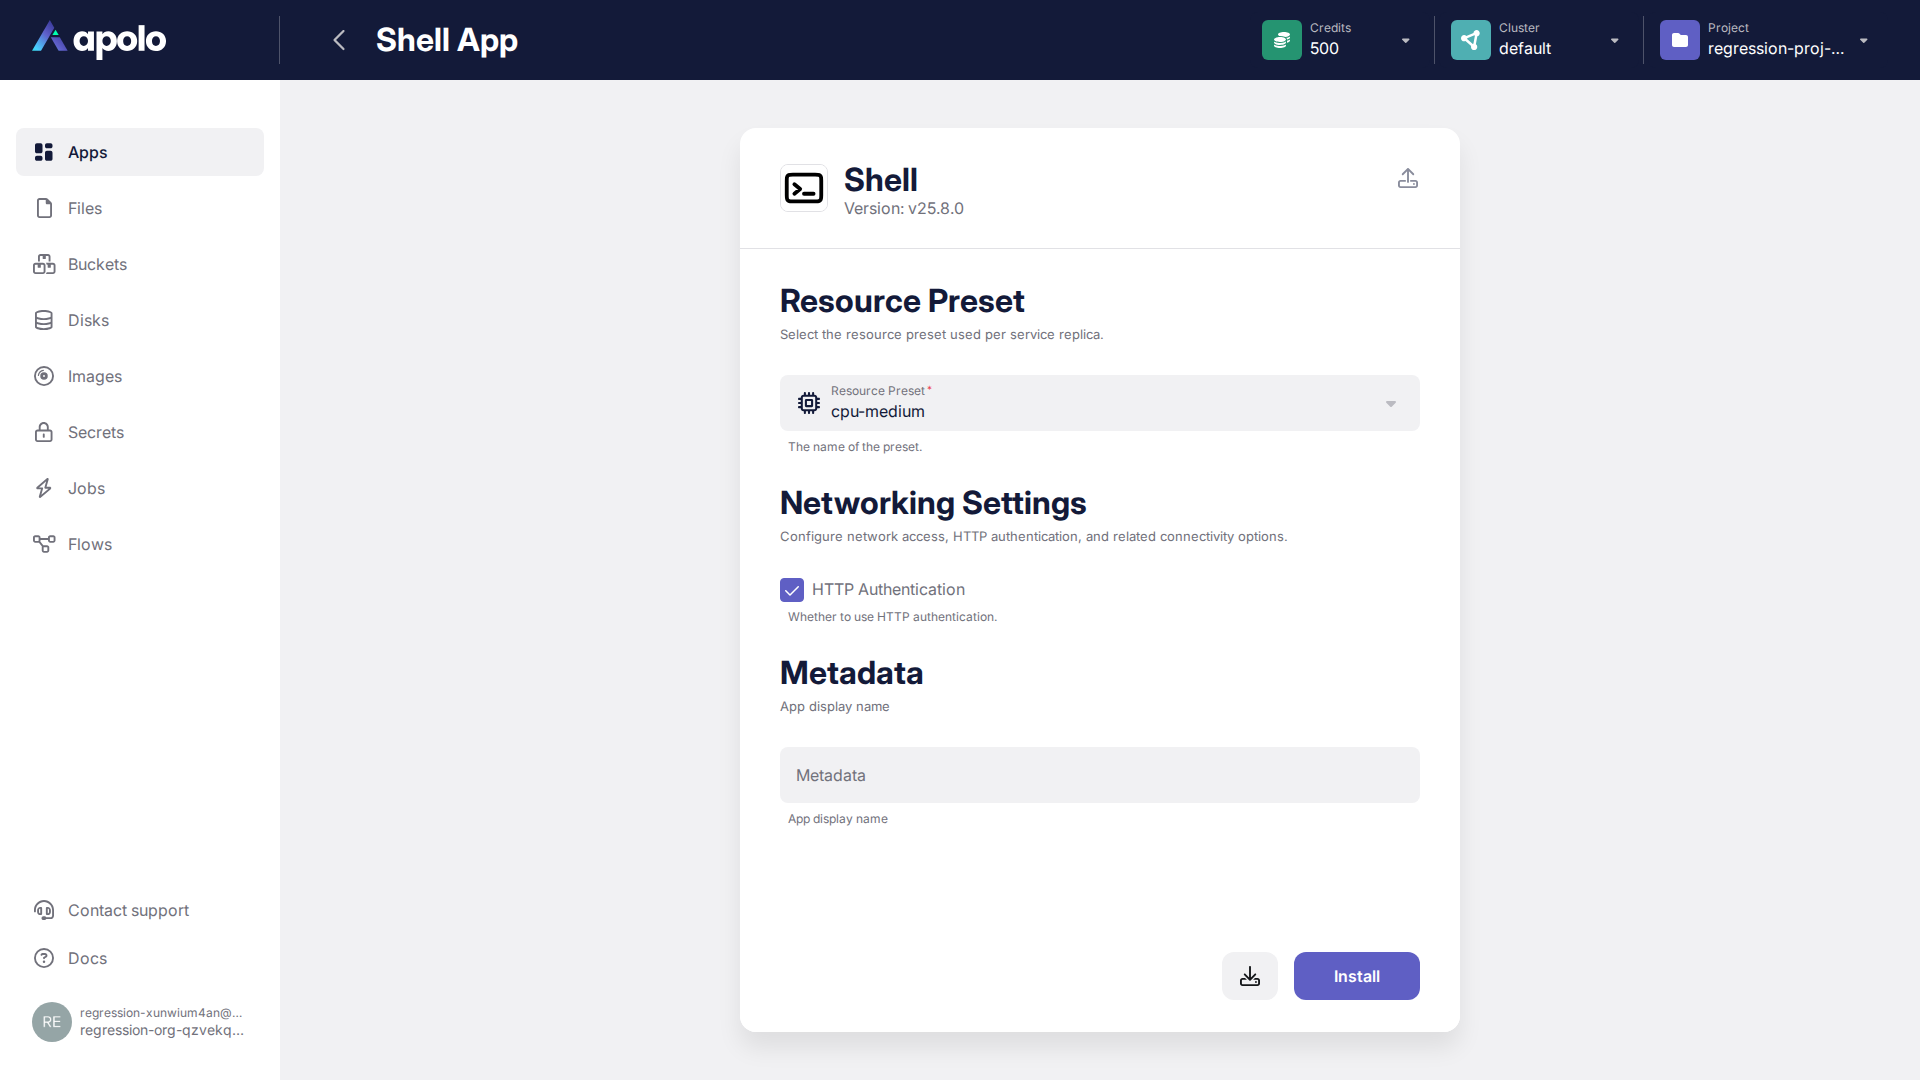 apolo
Shell App
Credits
500
Cluster
default
Project
regression-proj-...
Apps
Files
Buckets
Disks
Images
Secrets
Jobs
Flows
Contact support
Docs
RE
regression-xunwium4an@...
regression-org-qzvekq...
Shell
Version: v25.8.0
Resource Preset
Select the resource preset used per service replica.
Resource Preset*
cpu-medium
The name of the preset.
Networking Settings
Configure network access, HTTP authentication, and related connectivity options.
HTTP Authentication
Whether to use HTTP authentication.
Metadata
App display name
Metadata
App display name
Install